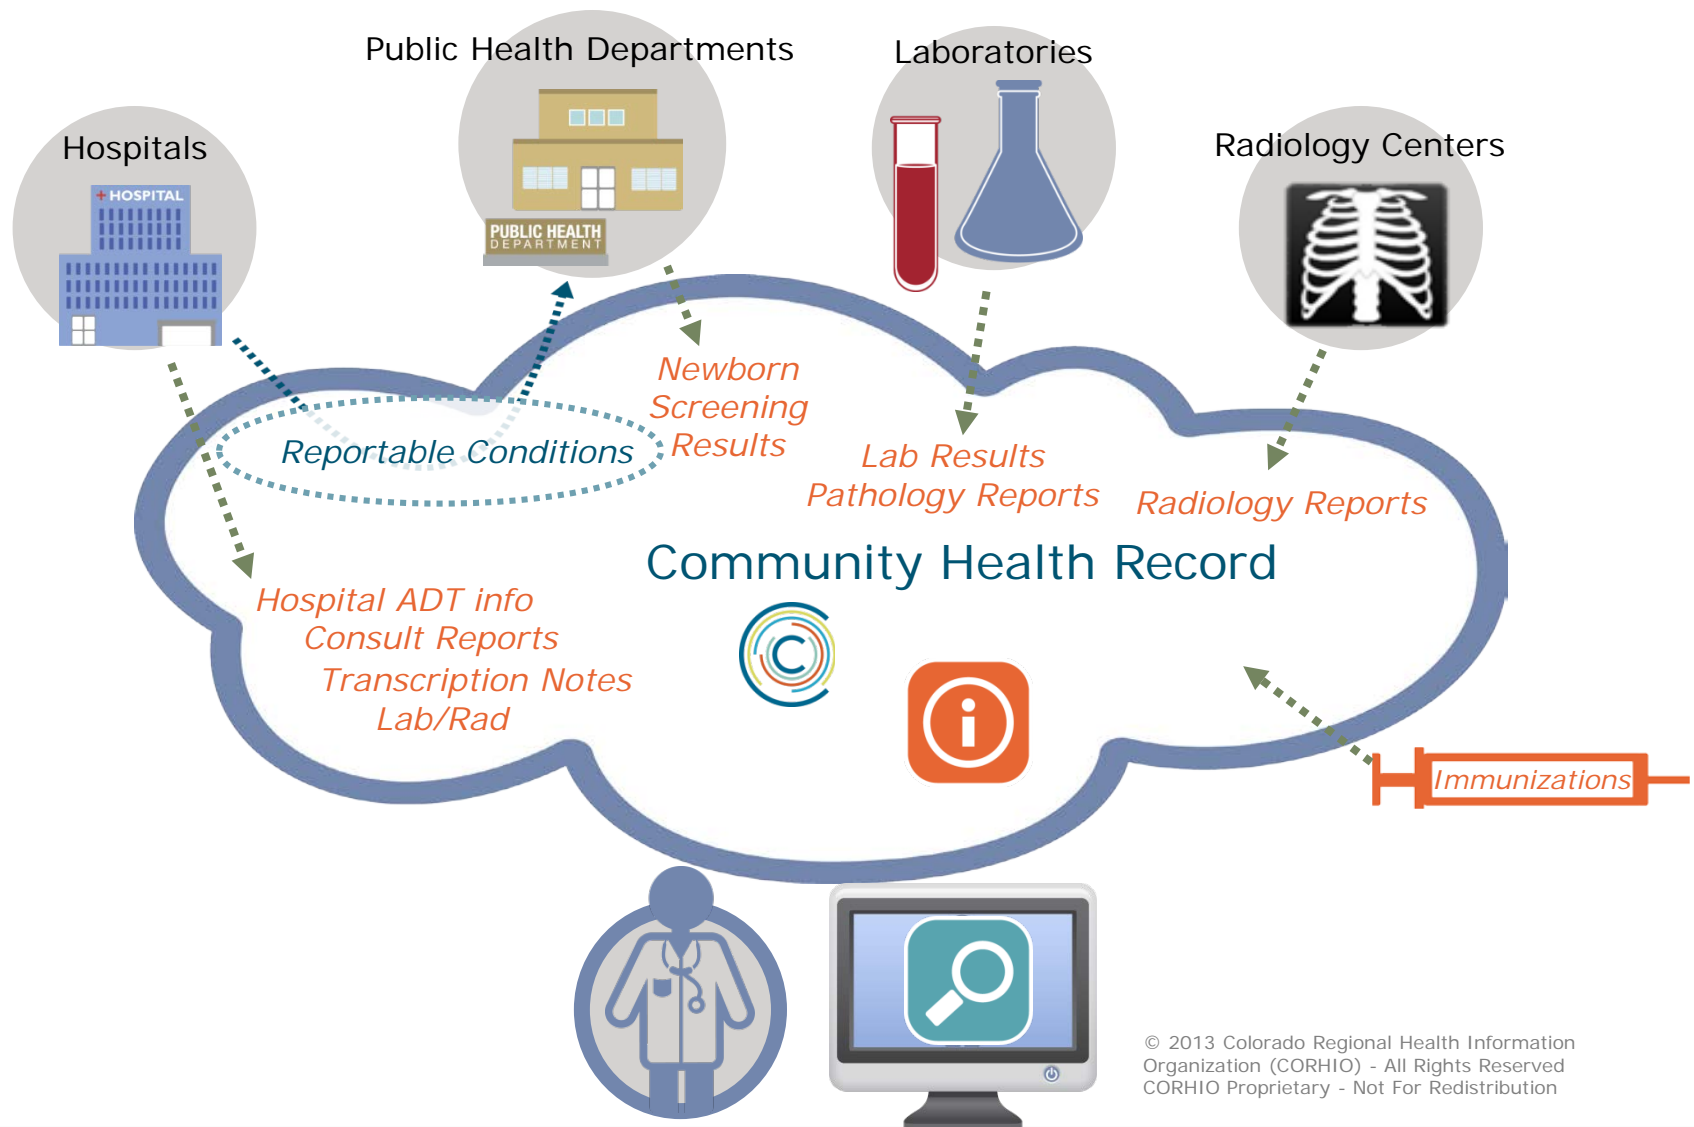 Public Health Departments
Laboratories
Hospitals
Radiology Centers
+HOSPITAL
PUBLIC HEALTH
DEPARTMENT
Newborn
Screening
Results
Reportable Conditions
Lab Results
Pathology Reports
Radiology Reports
Community Health Record
Hospital ADT info
Consult Reports
Transcription Notes
Lab/Rad
C
i
Immunizations
© 2013 Colorado Regional Health Information
Organization (CORHIO) - All Rights Reserved
CORHIO Proprietary - Not For Redistribution